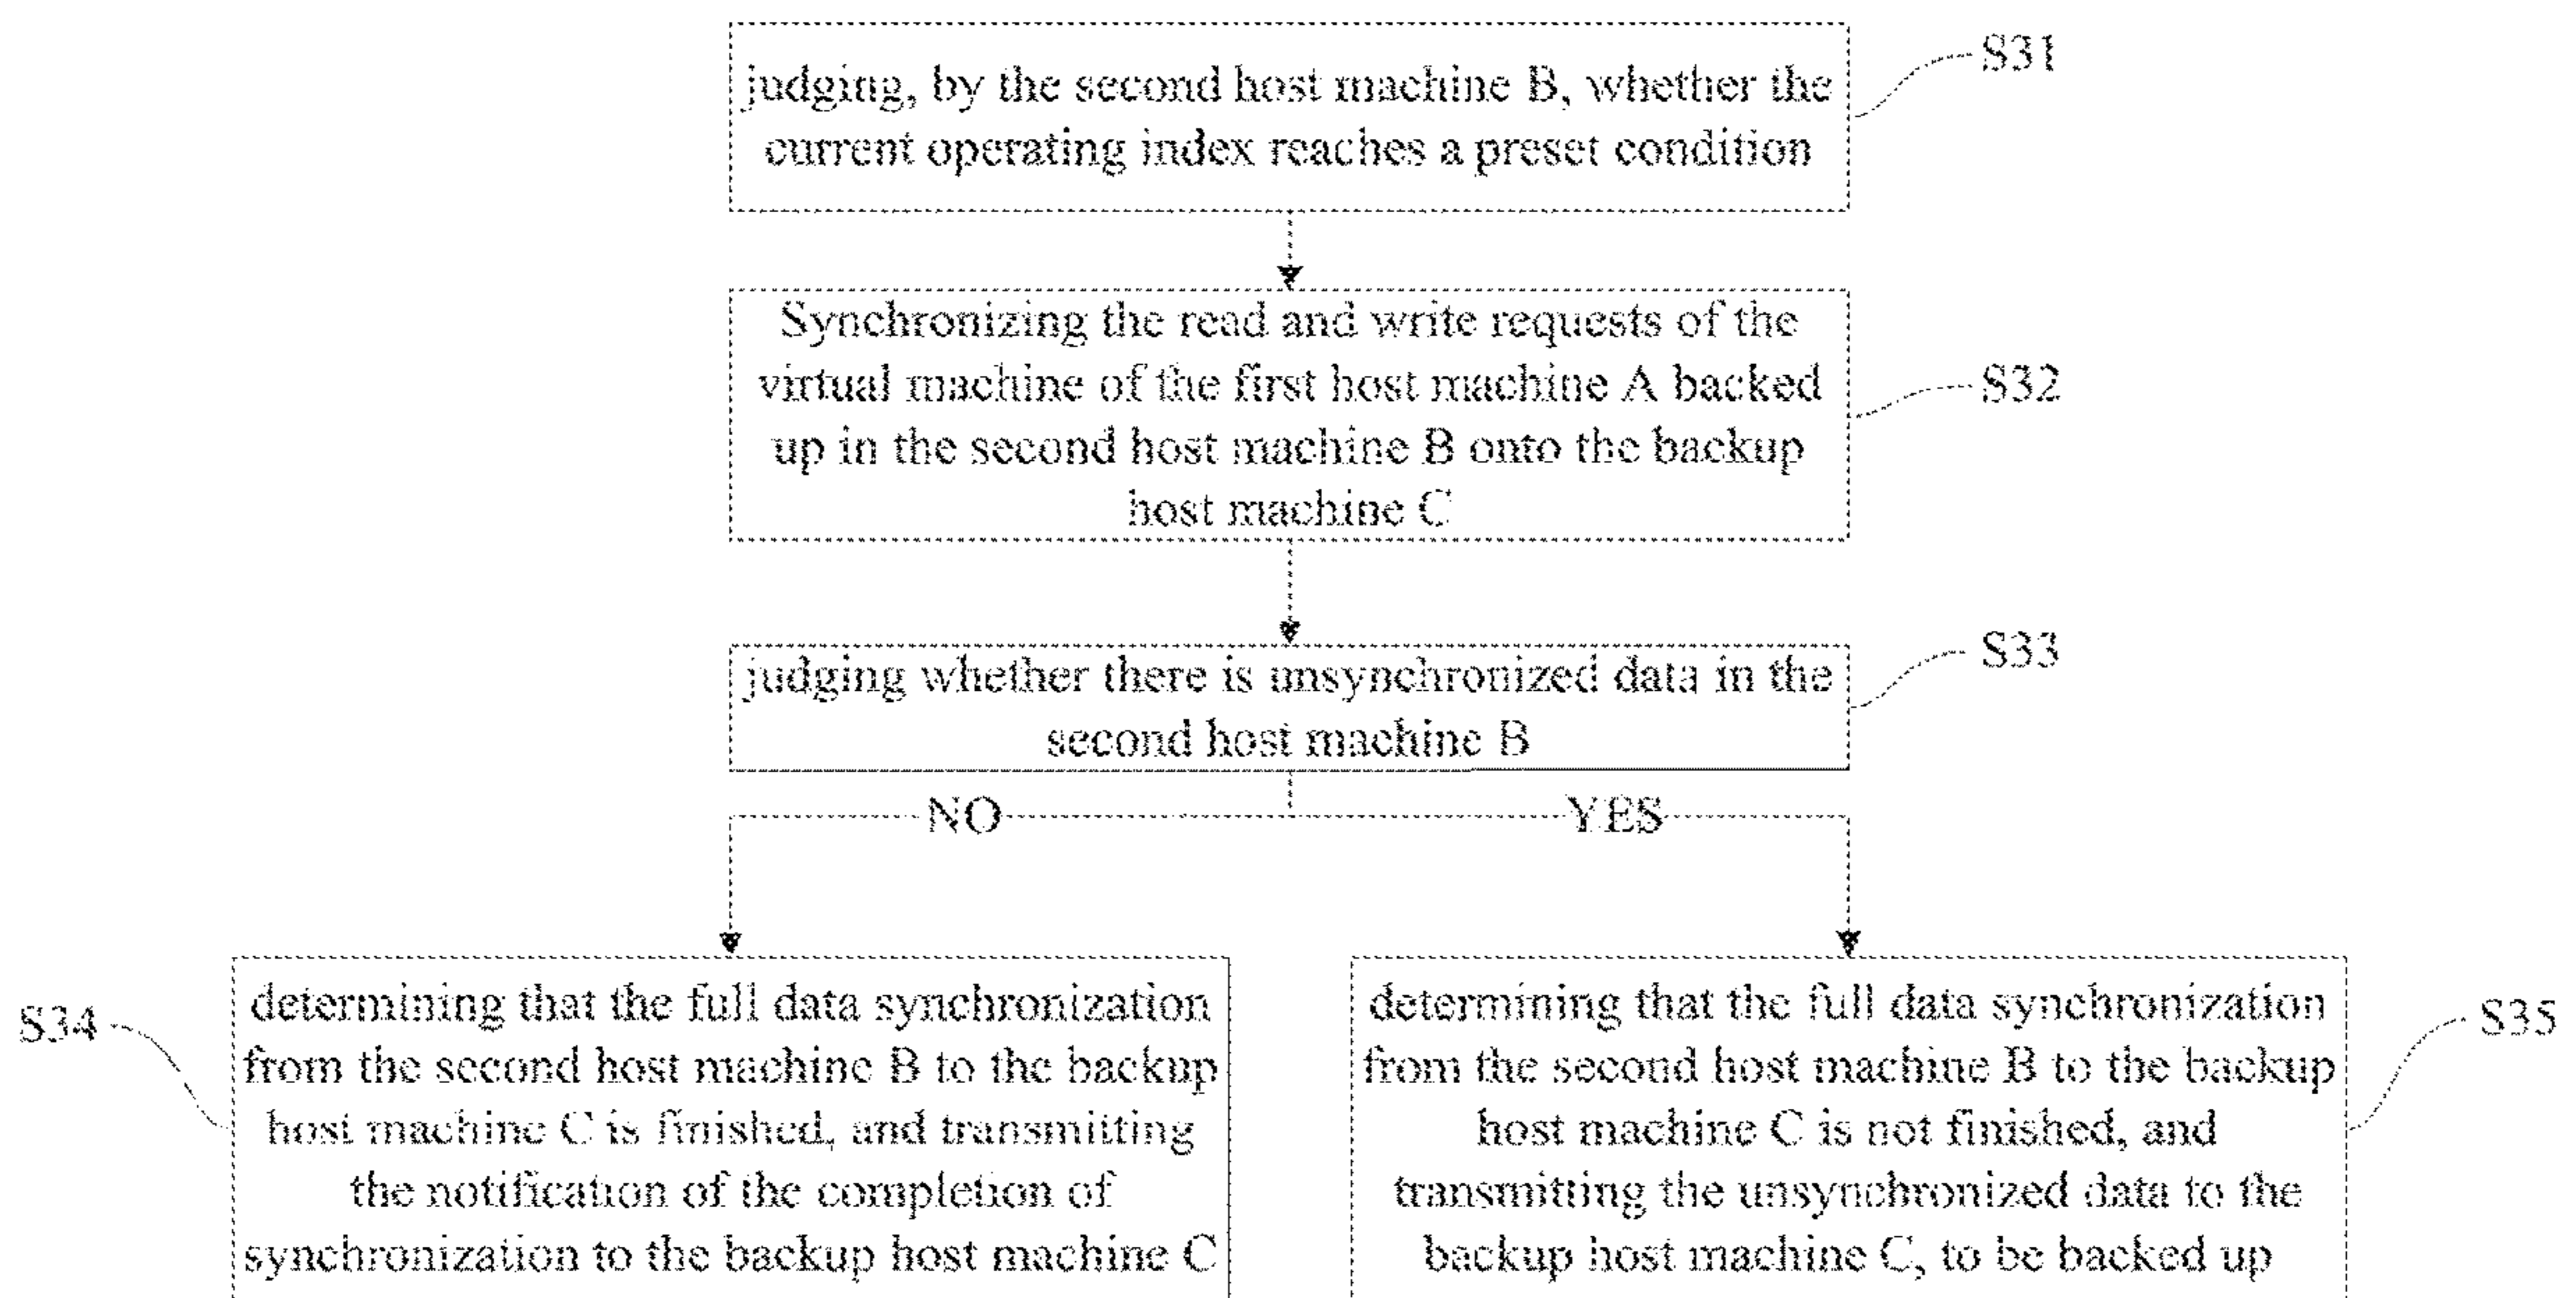 judging, by the second host machine B, whether the
current operating index reaches a preset condition
S31
Synchronizing the read and write requests of the
virtual machine of the first host machine A backed
up in the second host machine B onto the backup
host machine C
S32
judging whether there is unsynchronized data in the
second host machine B
S33
NO
YES
S34
determining that the full data synchronization
from the second host machine B to the backup
host machine C is finished, and transmitting
the notification of the completion of
synchronization to the backup host machine C
determining that the full data synchronization
from the second host machine B to the backup
host machine C is not finished, and
transmitting the unsynchronized data to the
backup host machine C, to be backed up
S35